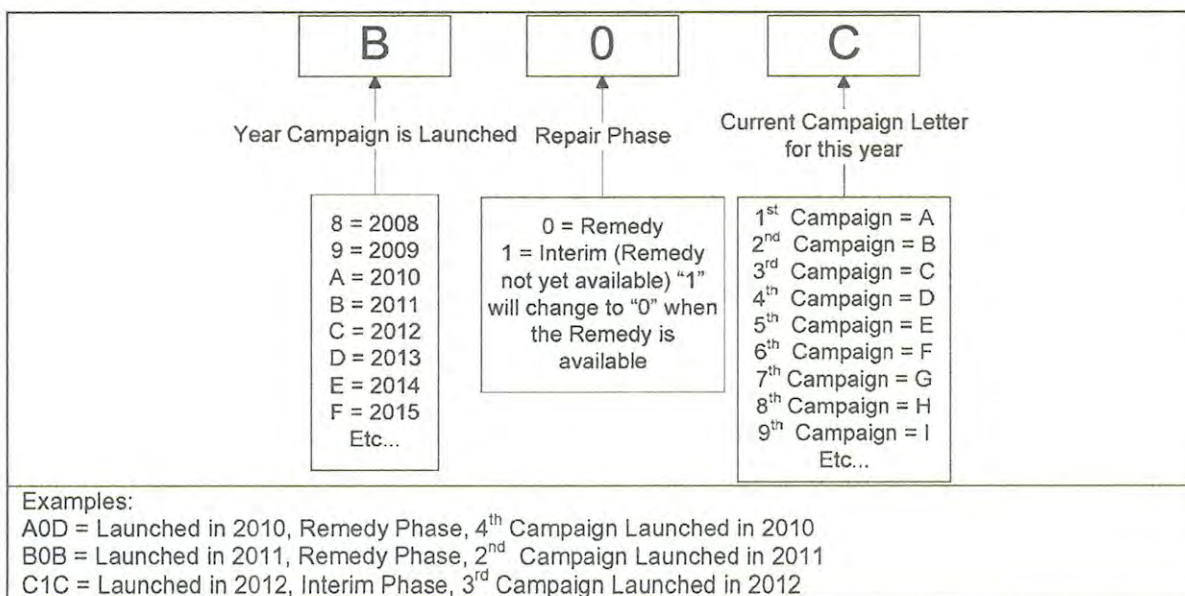 B
0
C
Year Campaign is Launched
Repair Phase
Current Campaign Letter
for this year
8 = 2008
9 = 2009
A = 2010
B = 2011
C = 2012
D = 2013
E = 2014
F = 2015
Etc...
0 = Remedy
1 = Interim (Remedy
not yet available) “1”
will change to “0” when
the Remedy is
available
1st Campaign = A
2nd Campaign = B
3rd Campaign = C
4th Campaign = D
5th Campaign = E
6th Campaign = F
7th Campaign = G
8th Campaign = H
9th Campaign = I
Etc...
Examples:
A0D = Launched in 2010, Remedy Phase, 4th Campaign Launched in 2010
B0B = Launched in 2011, Remedy Phase, 2nd Campaign Launched in 2011
C1C = Launched in 2012, Interim Phase, 3rd Campaign Launched in 2012